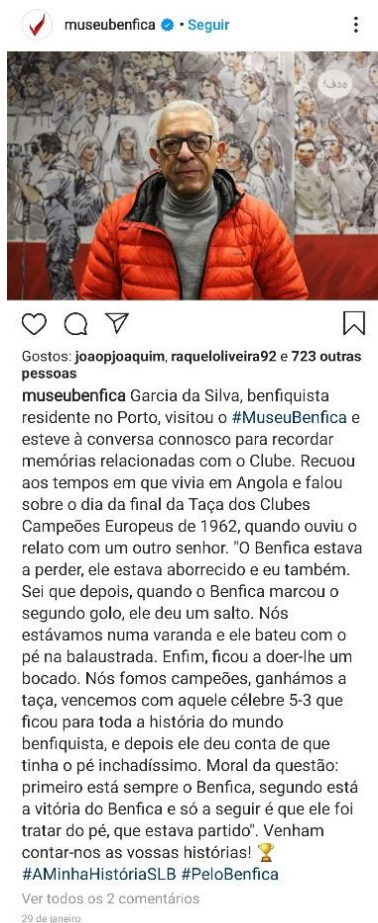 museubenfica • Seguir
Gostos: joaopjoaquim, raqueloliveira92 e 723 outras
pessoas
museubenfica Garcia da Silva, benfiquista
residente no Porto, visitou o #MuseuBenfica e
esteve à conversa connosco para recordar
memórias relacionadas com o Clube. Recuou
aos tempos em que vivia em Angola e falou
sobre o dia da final da Taça dos Clubes
Campeões Europeus de 1962, quando ouviu o
relato com um outro senhor. "O Benfica estava
a perder, ele estava aborrecido e eu também.
Sei que depois, quando o Benfica marcou o
segundo golo, ele deu um salto. Nós
estávamos numa varanda e ele bateu com o
pé na balaustrada. Enfim, ficou a doer-lhe um
bocado. Nós fomos campeões, ganhámos a
taça, vencemos com aquele célebre 5-3 que
ficou para toda a história do mundo
benfiquista, e depois ele deu conta de que
tinha o pé inchadíssimo. Moral da questão:
primeiro está sempre o Benfica, segundo está
a vitória do Benfica e só a seguir é que ele foi
tratar do pé, que estava partido". Venham
contar-nos as vossas histórias! 🏆
#AMinhaHistóriaSLB #PeloBenfica
Ver todos os 2 comentários
29 de janeiro